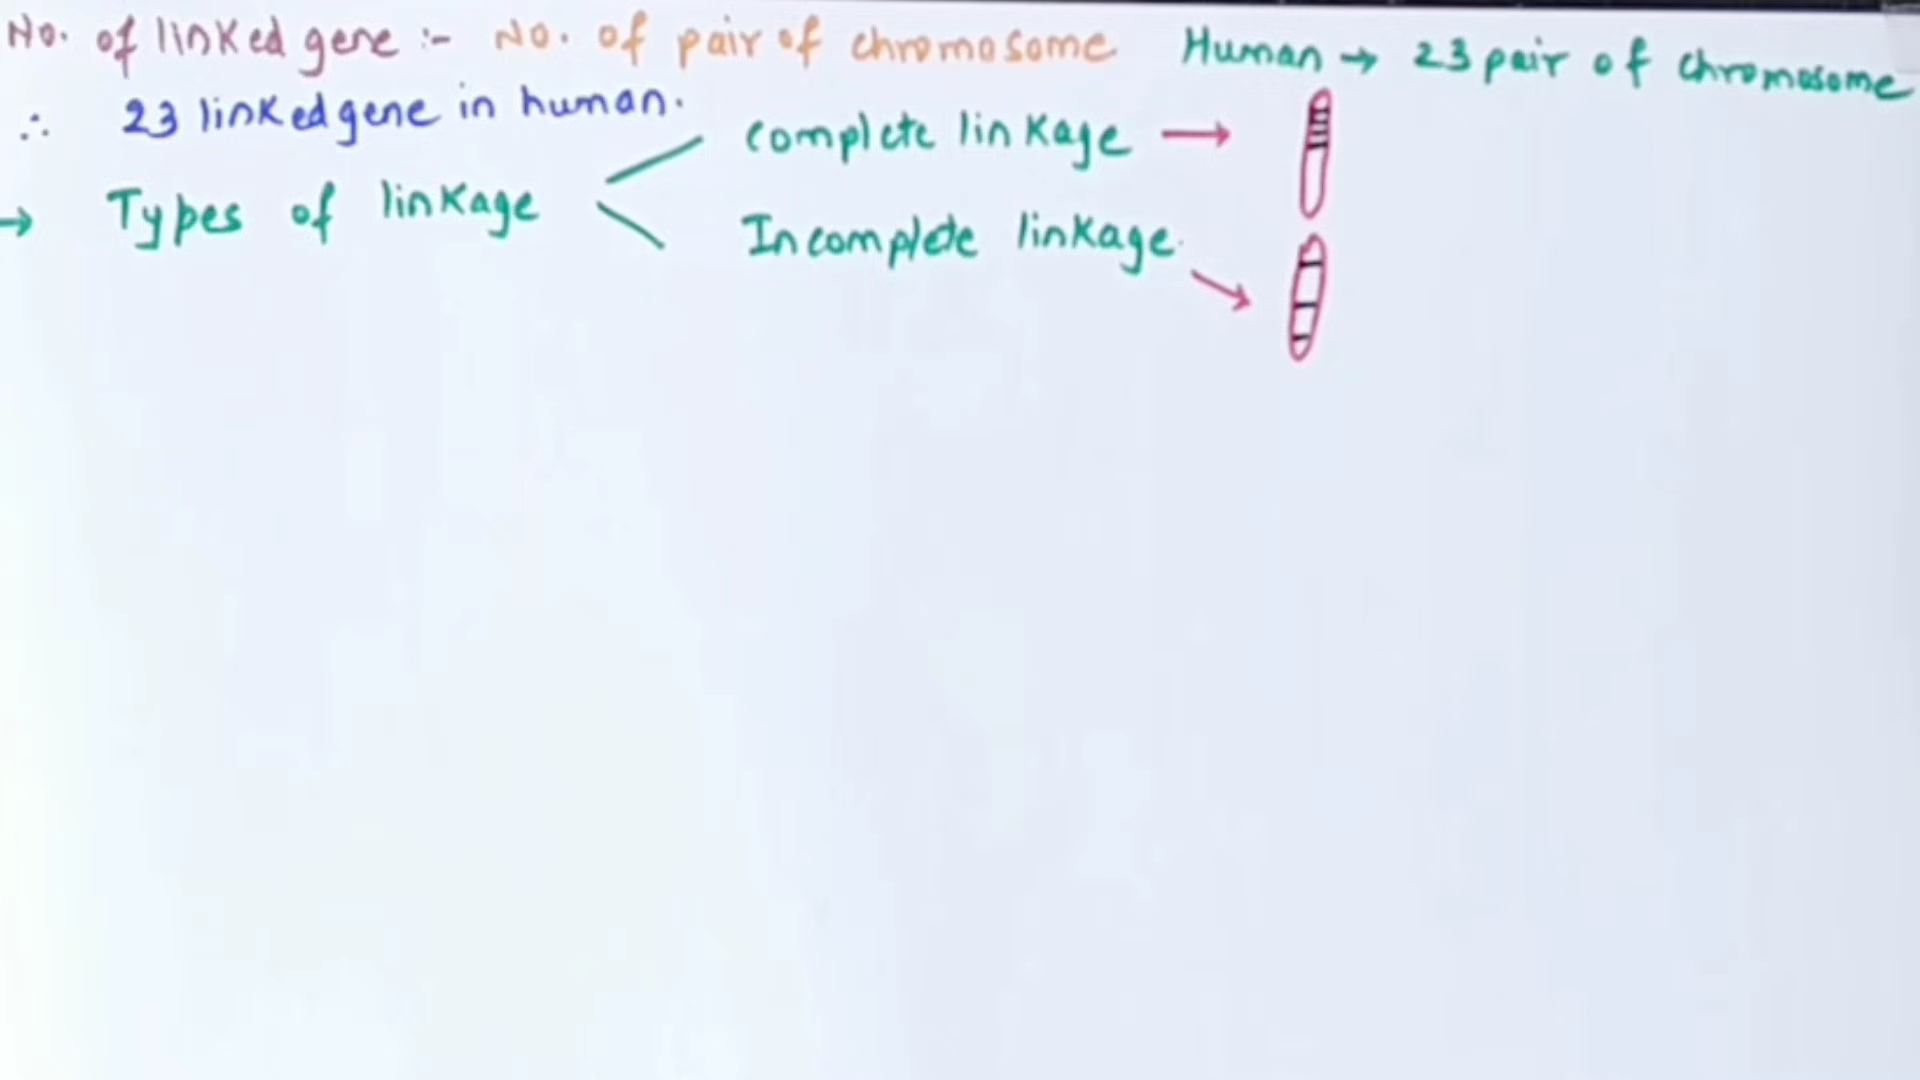 No. of linked gene :- No. of pair of chromosome Human → 23 pair of chromosome
∴ 23 linked gene in human.
→ Types of linkage
complete linkage →
Incomplete linkage.